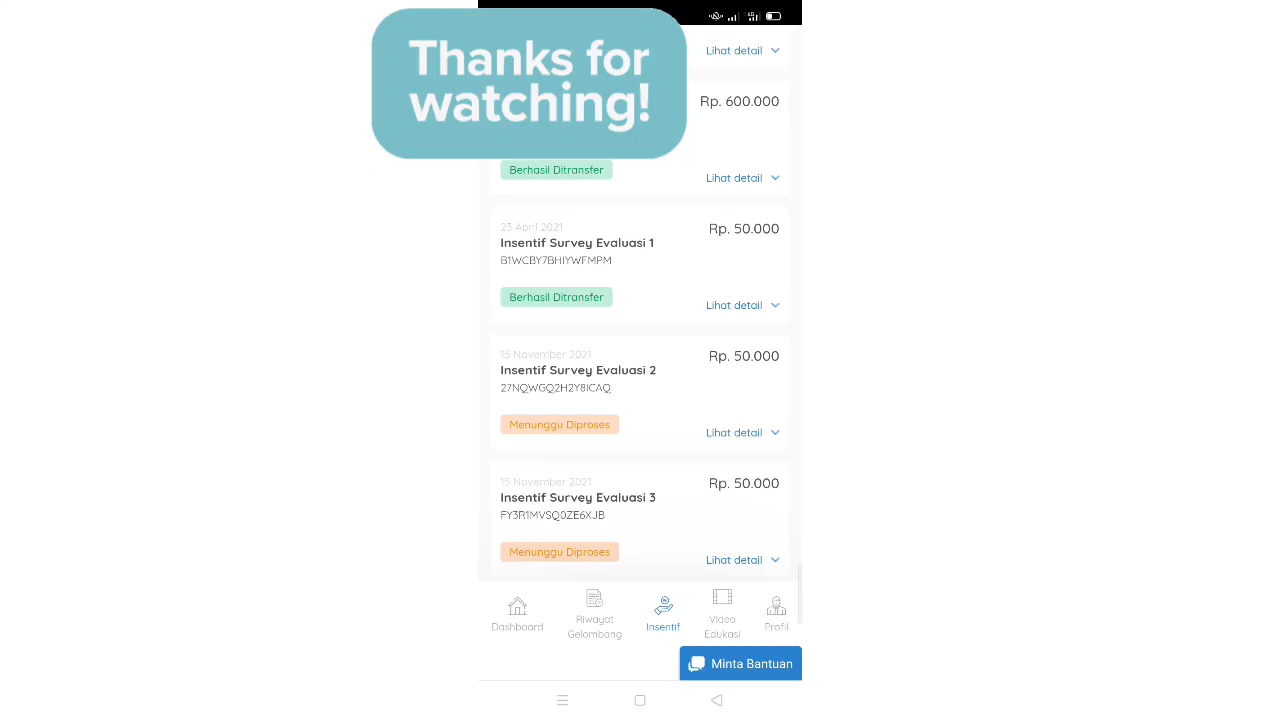 Thanks for
watching!
Lihat detail
Rp. 600.000
Berhasil Ditransfer
Lihat detail
23 April 2021
Rp. 50.000
Insentif Survey Evaluasi 1
B1WCBY7BHIYWFMPM
Berhasil Ditransfer
Lihat detail
15 November 2021
Rp. 50.000
Insentif Survey Evaluasi 2
27NQWGQ2H2Y8ICAQ
Menunggu Diproses
Lihat detail
15 November 2021
Rp. 50.000
Insentif Survey Evaluasi 3
FY3R1MVSQ0ZE6XJB
Menunggu Diproses
Lihat detail
Dashboard
Riwayat
Gelombang
Insentif
Video
Edukasi
Profil
Minta Bantuan